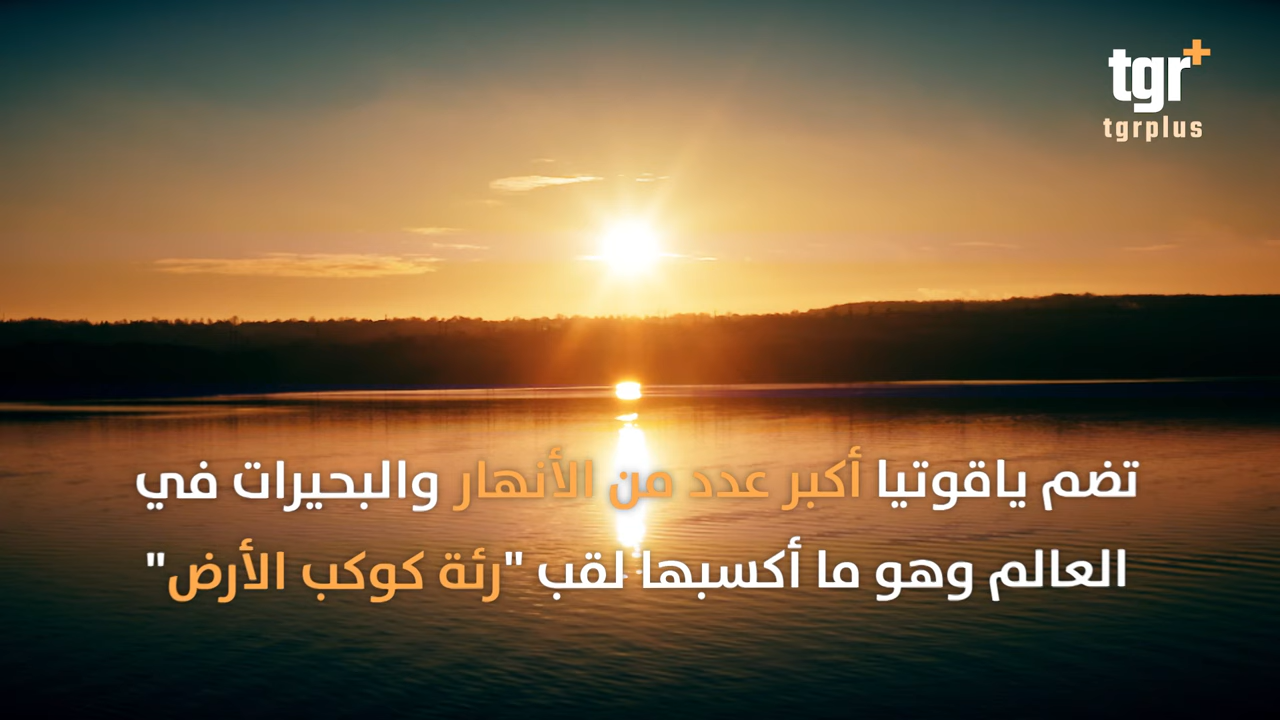 tgr+
tgrplus
تضم ياقوتيا أكبر عدد من الأنهار والبحيرات في
العالم وهو ما أكسبها لقب "رئة كوكب الأرض"